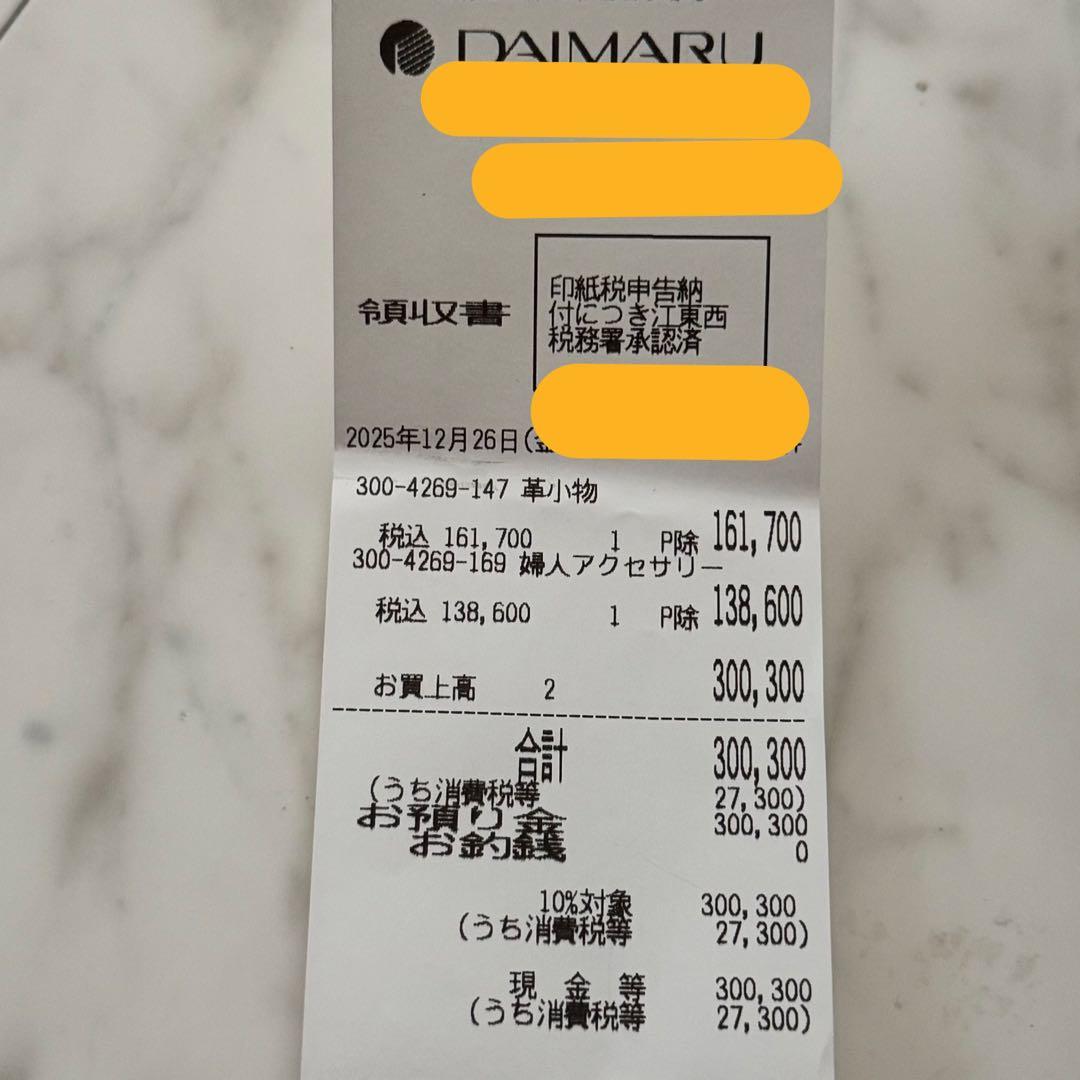 DAIMARU
領収書
印紙税申告納
付につき江東西
税務署承認済
2025年12月26日(金
300-4269-147 革小物
税込 161,700 1 P除 161,700
300-4269-169 婦人アクセサリー
税込 138,600 1 P除 138,600
お買上高 2 300,300
合計 300,300
(うち消費税等 27,300)
お預り金 300,300
お釣銭 0
10%対象 300,300
(うち消費税等 27,300)
現金等 300,300
(うち消費税等 27,300)